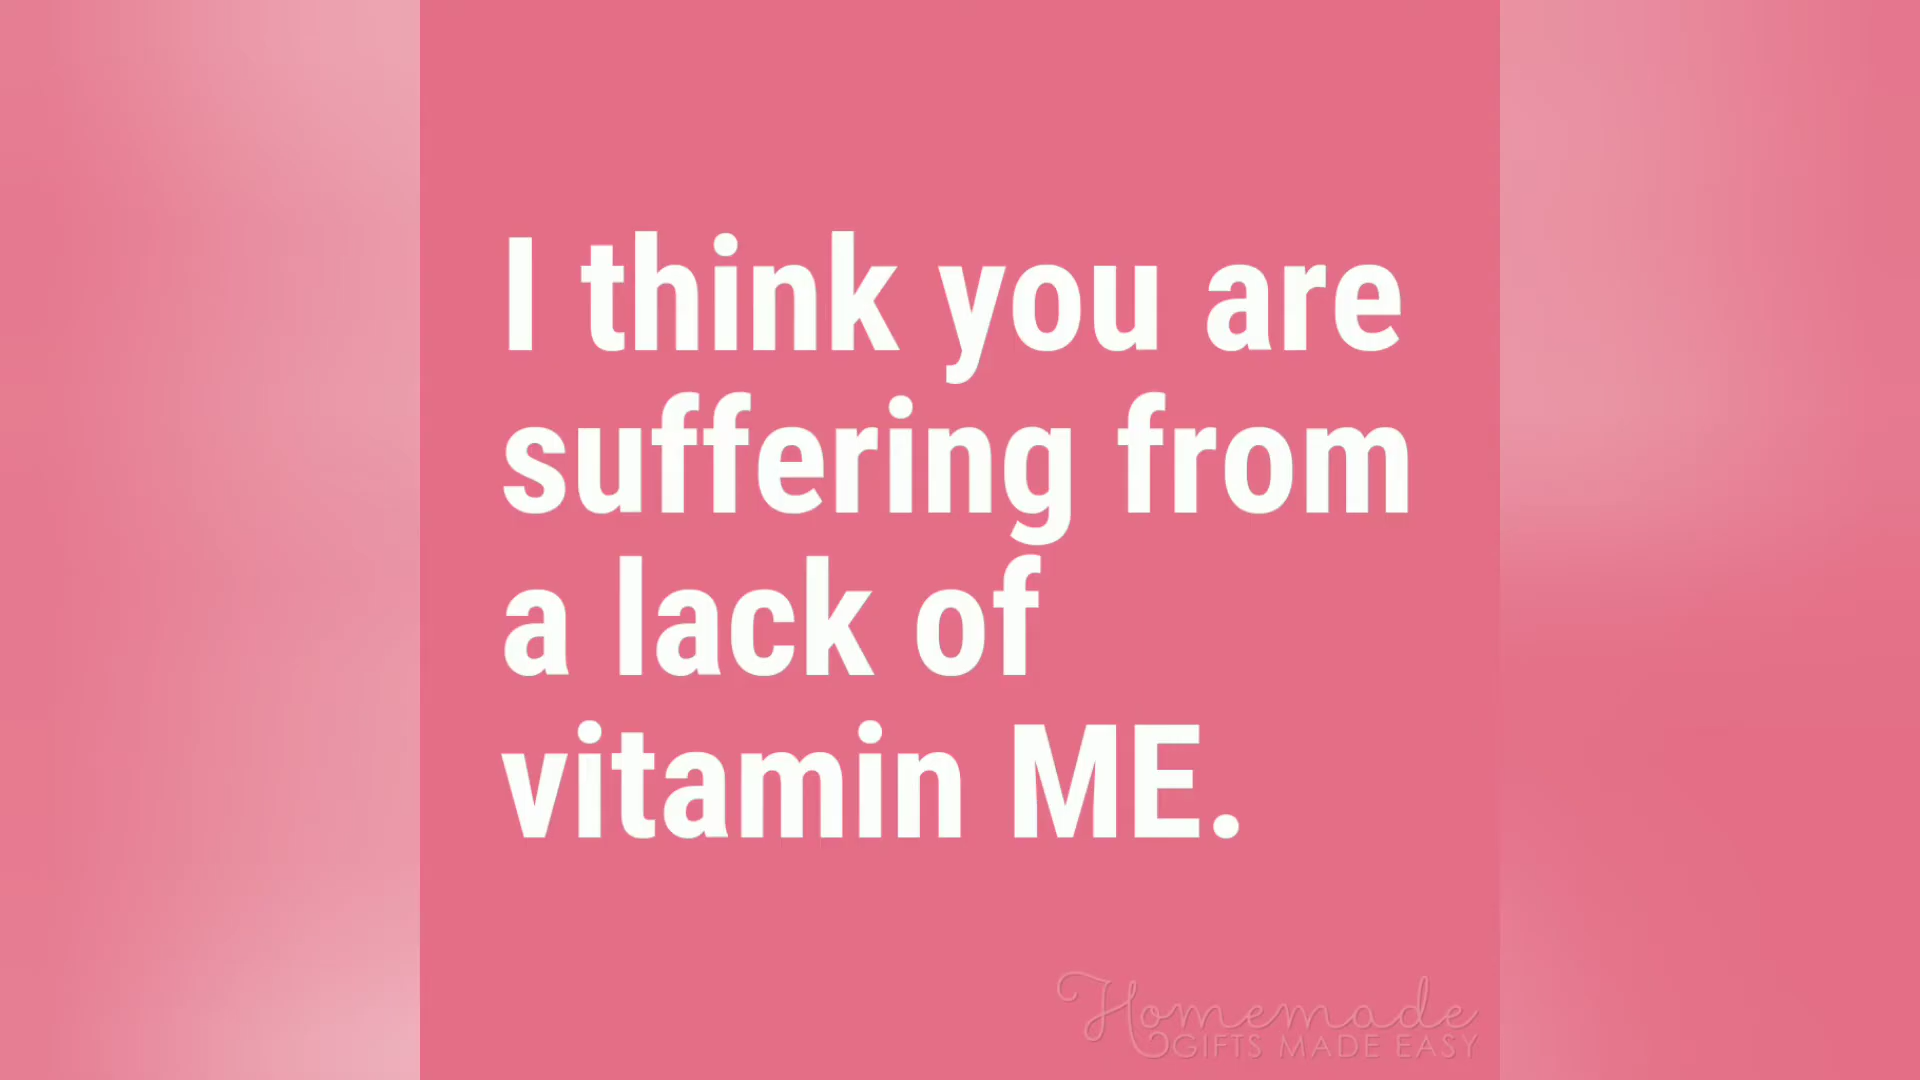 I think you are
suffering from
a lack of
vitamin ME.
Homemade
GIFTS MADE EASY